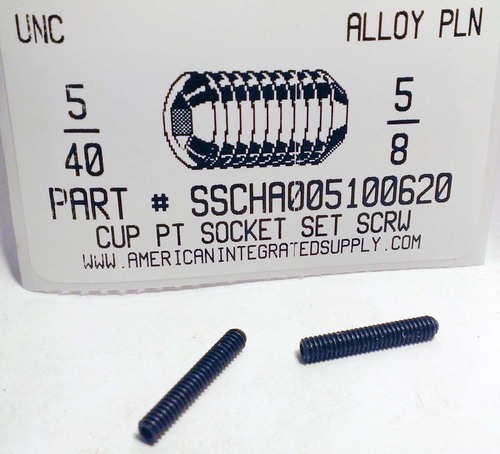 UNC ALLOY PLN
5/40 5/8
PART # SSCHA005100620
CUP PT SOCKET SET SCRW
WWW.AMERICANINTEGRATEDSUPPLY.COM